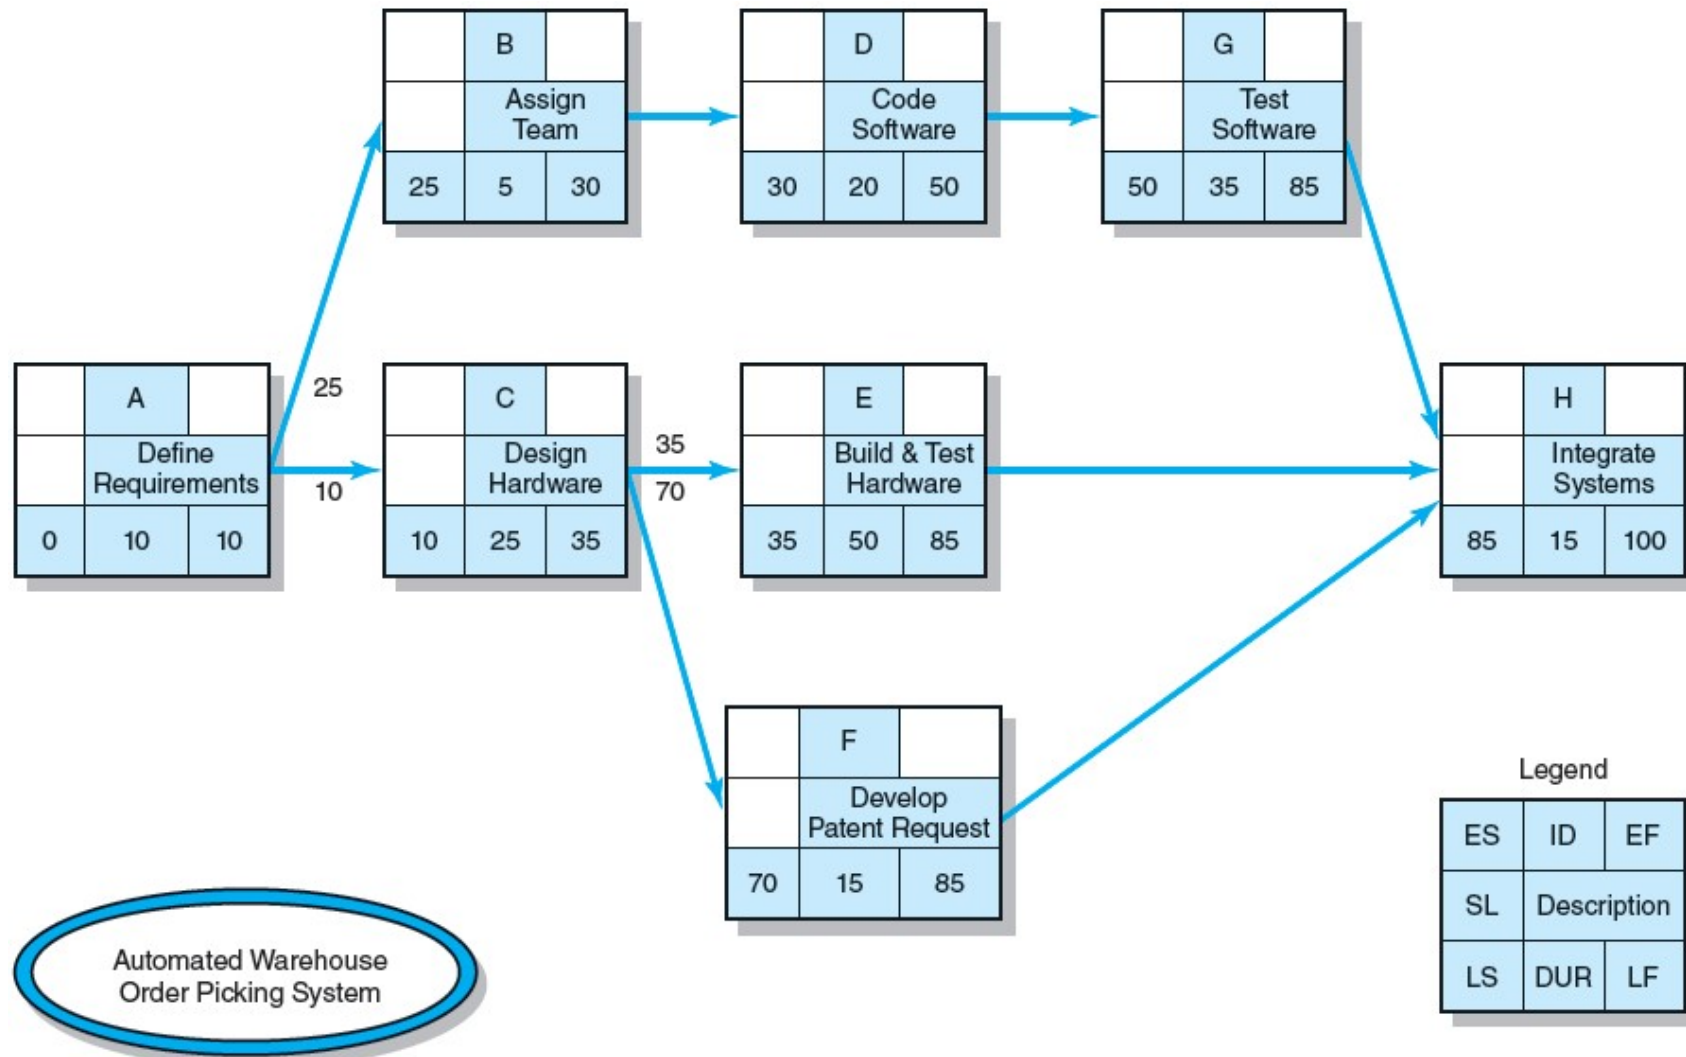 B
Assign
Team
25 5 30
D
Code
Software
30 20 50
G
Test
Software
50 35 85
A
Define
Requirements
0 10 10
25
10
C
Design
Hardware
10 25 35
35
70
E
Build & Test
Hardware
35 50 85
H
Integrate
Systems
85 15 100
F
Develop
Patent Request
70 15 85
Automated Warehouse
Order Picking System
Legend
ES ID EF
SL Description
LS DUR LF